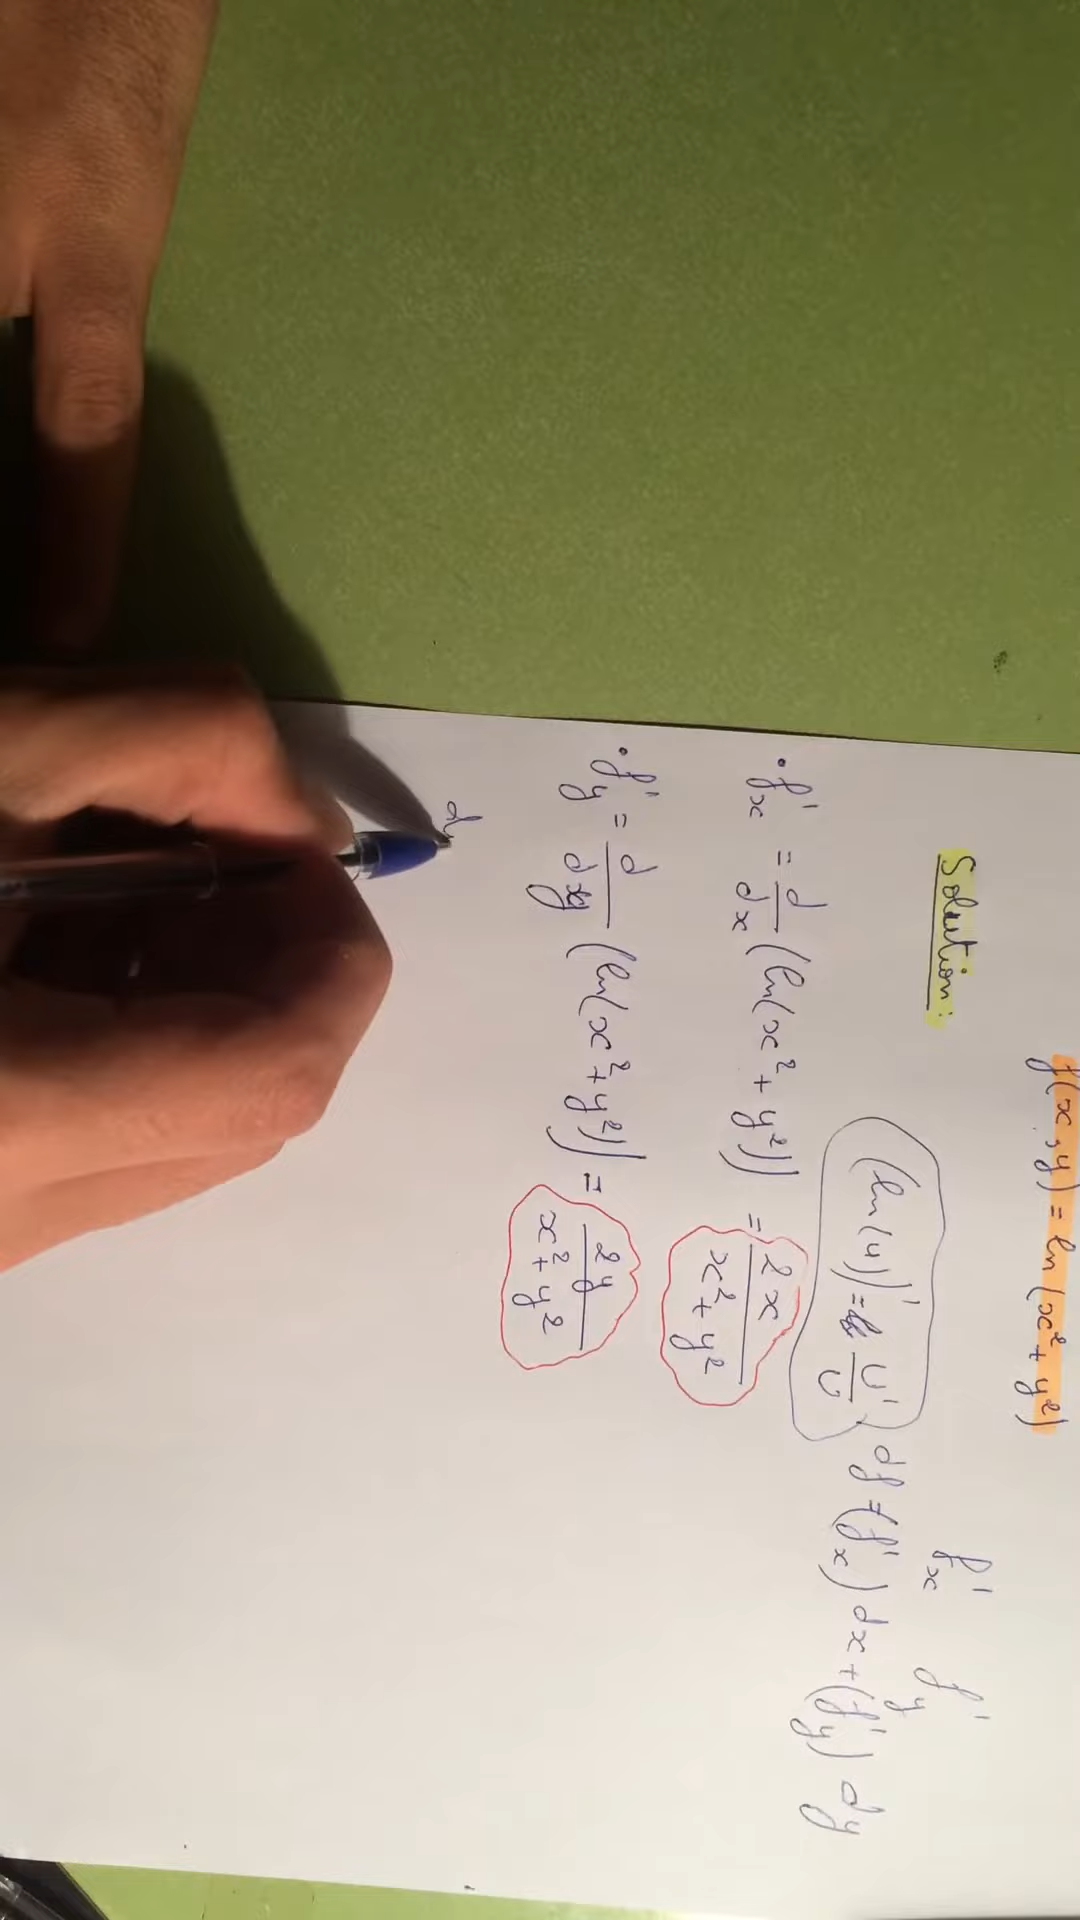 f(x,y) = ln(x²+y²)
Solution:
f'x f'y
(ln(u))' = u'/u df = (f'x) dx + (f'y) dy
• f'x = d/dx (ln(x²+y²)) = 2x/(x²+y²)
• f'y = d/dy (ln(x²+y²)) = 2y/(x²+y²)
d